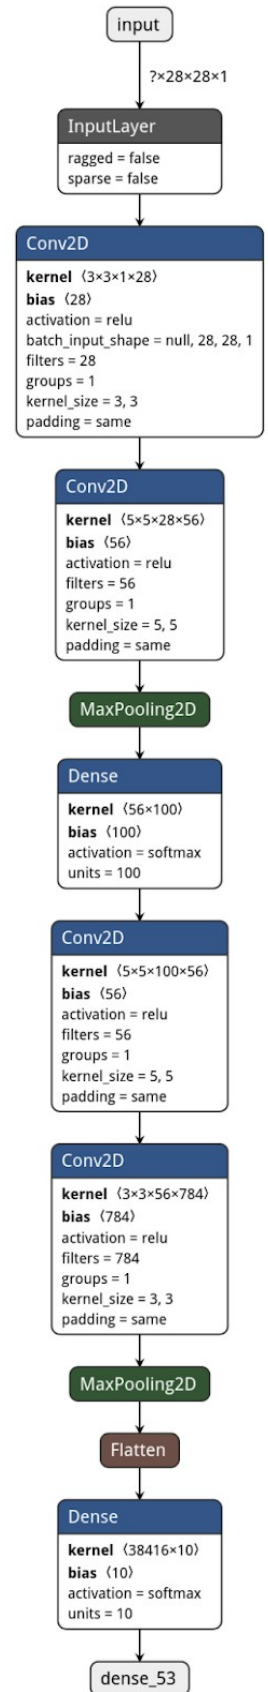 input
?×28×28×1
InputLayer
ragged = false
sparse = false
Conv2D
kernel ⟨3×3×1×28⟩
bias ⟨28⟩
activation = relu
batch_input_shape = null, 28, 28, 1
filters = 28
groups = 1
kernel_size = 3, 3
padding = same
Conv2D
kernel ⟨5×5×28×56⟩
bias ⟨56⟩
activation = relu
filters = 56
groups = 1
kernel_size = 5, 5
padding = same
MaxPooling2D
Dense
kernel ⟨56×100⟩
bias ⟨100⟩
activation = softmax
units = 100
Conv2D
kernel ⟨5×5×100×56⟩
bias ⟨56⟩
activation = relu
filters = 56
groups = 1
kernel_size = 5, 5
padding = same
Conv2D
kernel ⟨3×3×56×784⟩
bias ⟨784⟩
activation = relu
filters = 784
groups = 1
kernel_size = 3, 3
padding = same
MaxPooling2D
Flatten
Dense
kernel ⟨38416×10⟩
bias ⟨10⟩
activation = softmax
units = 10
dense_53